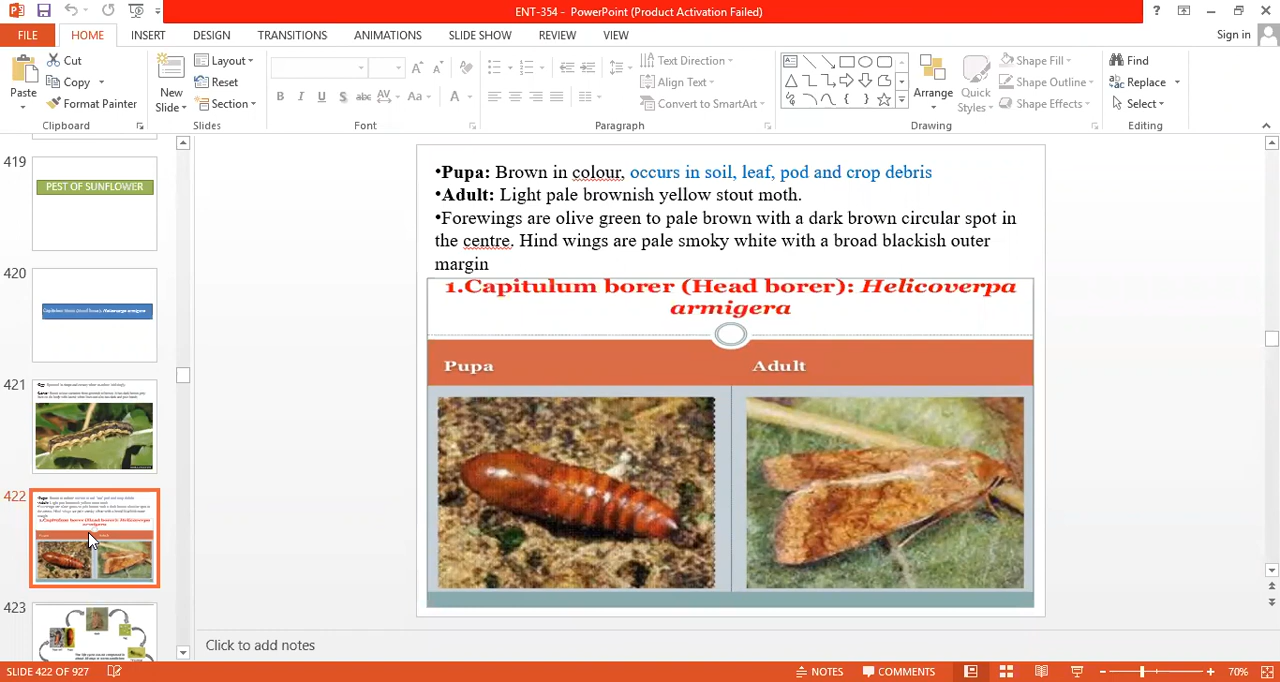 ENT-354 - PowerPoint (Product Activation Failed)
FILE HOME INSERT DESIGN TRANSITIONS ANIMATIONS SLIDE SHOW REVIEW VIEW Sign in
Paste
Cut
Copy
Format Painter
Clipboard
New
Slide
Layout
Reset
Section
Slides
B I U S abc AV Aa A
Font
Text Direction
Align Text
Convert to SmartArt
Paragraph
Arrange
Quick
Styles
Shape Fill
Shape Outline
Shape Effects
Drawing
Find
Replace
Select
Editing
419
PEST OF SUNFLOWER
420
421
422
423
•Pupa: Brown in colour, occurs in soil, leaf, pod and crop debris
•Adult: Light pale brownish yellow stout moth.
•Forewings are olive green to pale brown with a dark brown circular spot in
the centre. Hind wings are pale smoky white with a broad blackish outer
margin
1.Capitulum borer (Head borer): Helicoverpa
armigera
Pupa Adult
Click to add notes
SLIDE 422 OF 927 NOTES COMMENTS 70%